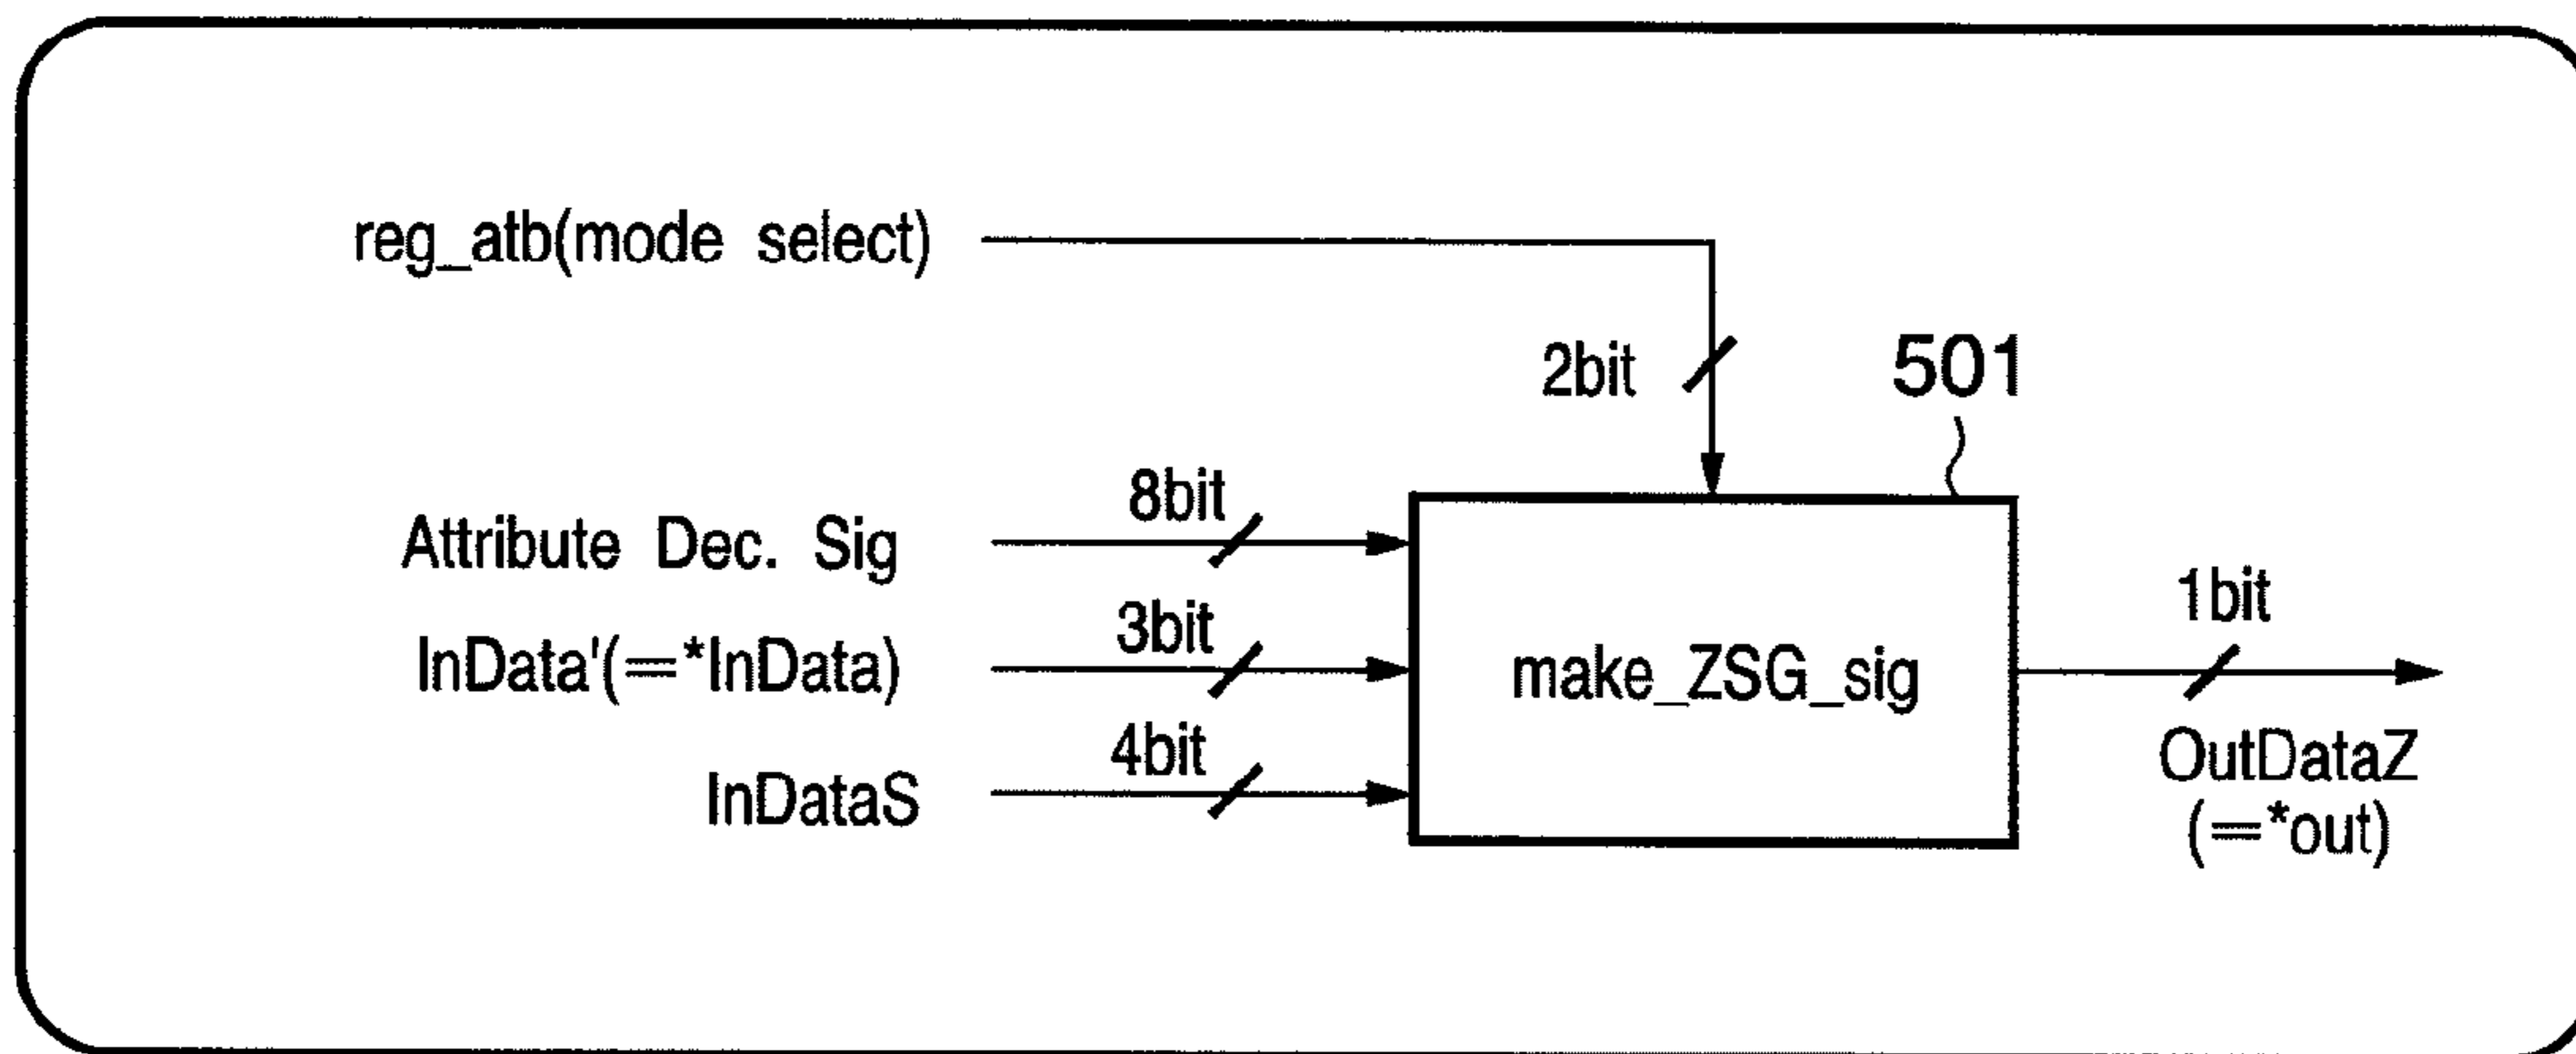 reg_atb(mode select)
2bit
501
Attribute Dec. Sig
8bit
InData'(=*InData)
3bit
InDataS
4bit
make_ZSG_sig
1bit
OutDataZ
(=*out)